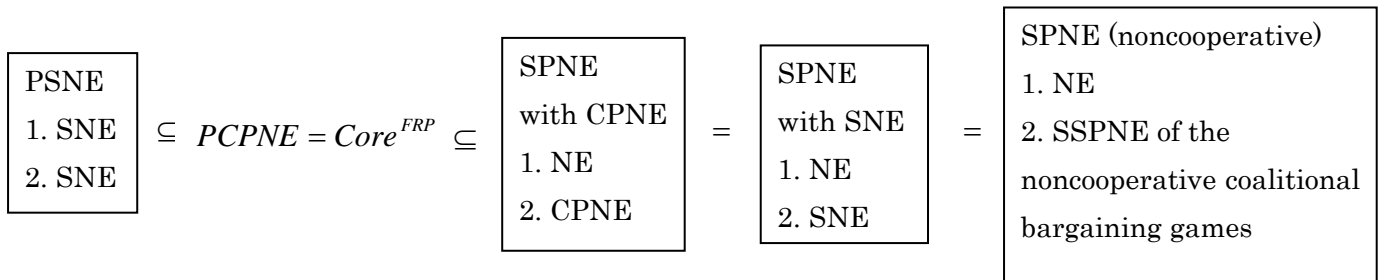 PSNE
1. SNE
2. SNE
⊆ PCPNE = Core^FRP ⊆
SPNE
with CPNE
1. NE
2. CPNE
=
SPNE
with SNE
1. NE
2. SNE
=
SPNE (noncooperative)
1. NE
2. SSPNE of the
noncooperative coalitional
bargaining games